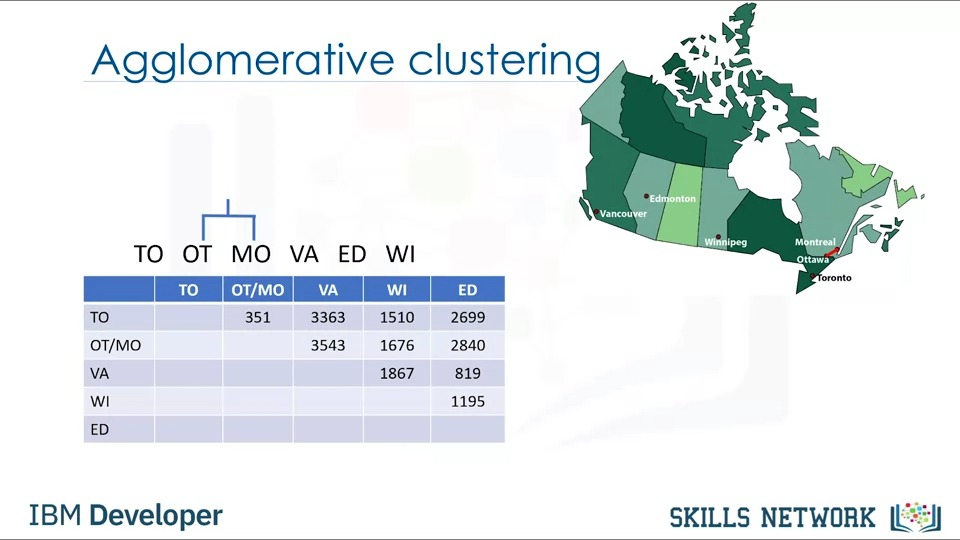 Agglomerative clustering
Edmonton
Vancouver
Winnipeg
Montreal
Ottawa
Toronto
TO OT MO VA ED WI
TO OT/MO VA WI ED
TO 351 3363 1510 2699
OT/MO 3543 1676 2840
VA 1867 819
WI 1195
ED
IBM Developer
SKILLS NETWORK